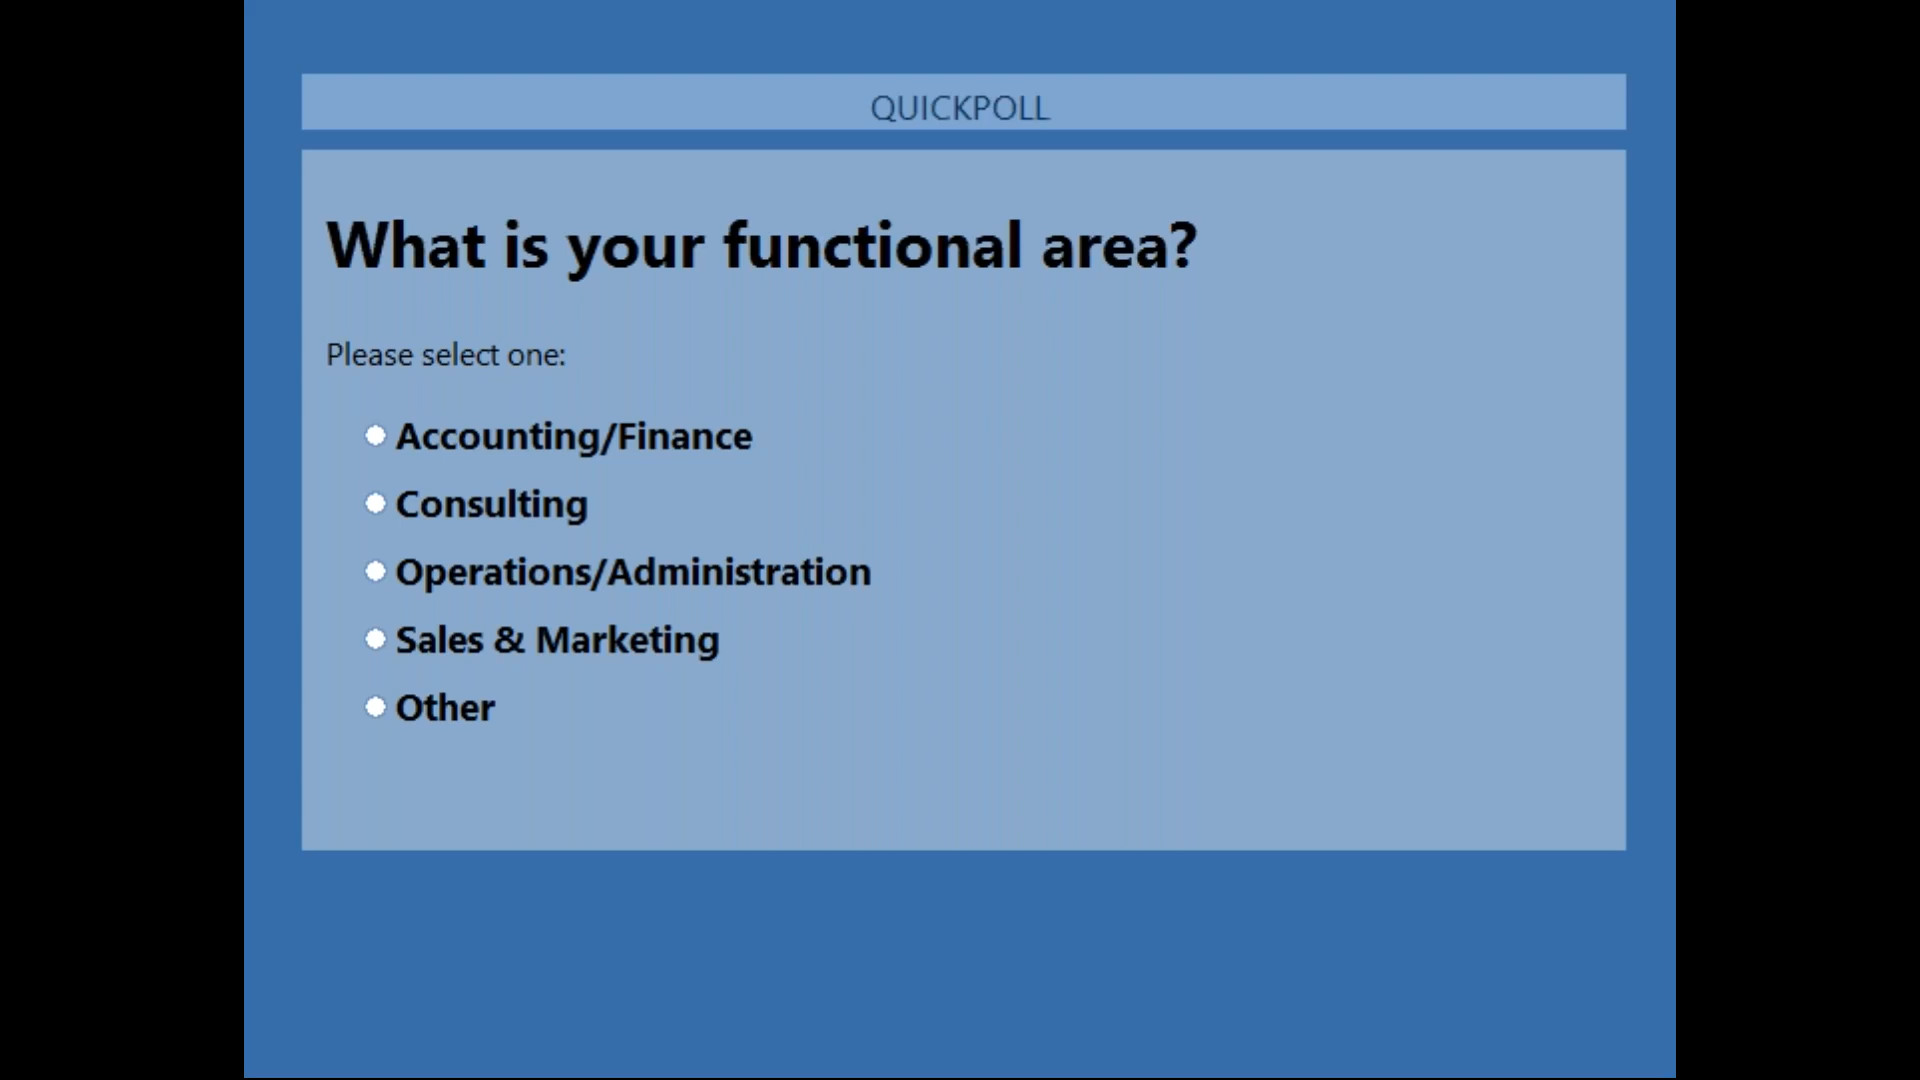 QUICKPOLL
What is your functional area?
Please select one:
Accounting/Finance
Consulting
Operations/Administration
Sales & Marketing
Other